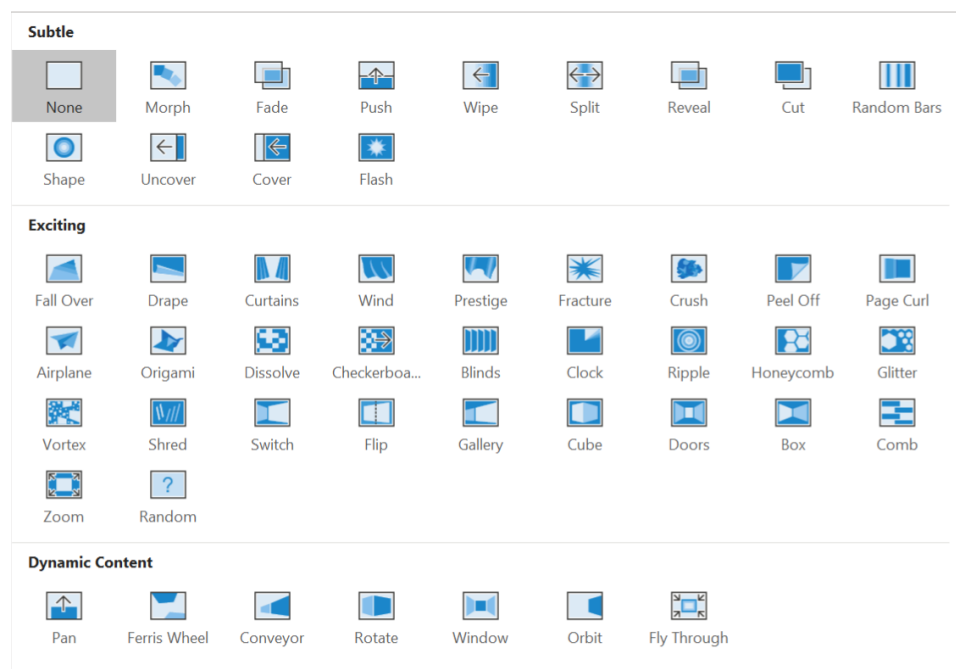 Subtle
None Morph Fade Push Wipe Split Reveal Cut Random Bars
Shape Uncover Cover Flash
Exciting
Fall Over Drape Curtains Wind Prestige Fracture Crush Peel Off Page Curl
Airplane Origami Dissolve Checkerboa... Blinds Clock Ripple Honeycomb Glitter
Vortex Shred Switch Flip Gallery Cube Doors Box Comb
?
Zoom Random
Dynamic Content
Pan Ferris Wheel Conveyor Rotate Window Orbit Fly Through